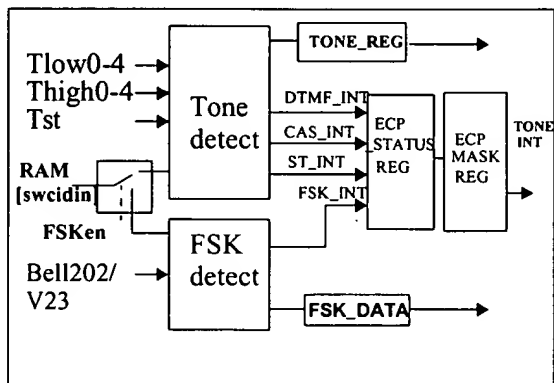 TONE_REG
Tlow0-4
Thigh0-4
Tst
Tone
detect
DTMF_INT
CAS_INT
ST_INT
FSK_INT
ECP
STATUS
REG
ECP
MASK
REG
TONE
INT
RAM
[swcidin]
FSKen
Bell202/
V23
FSK
detect
FSK_DATA